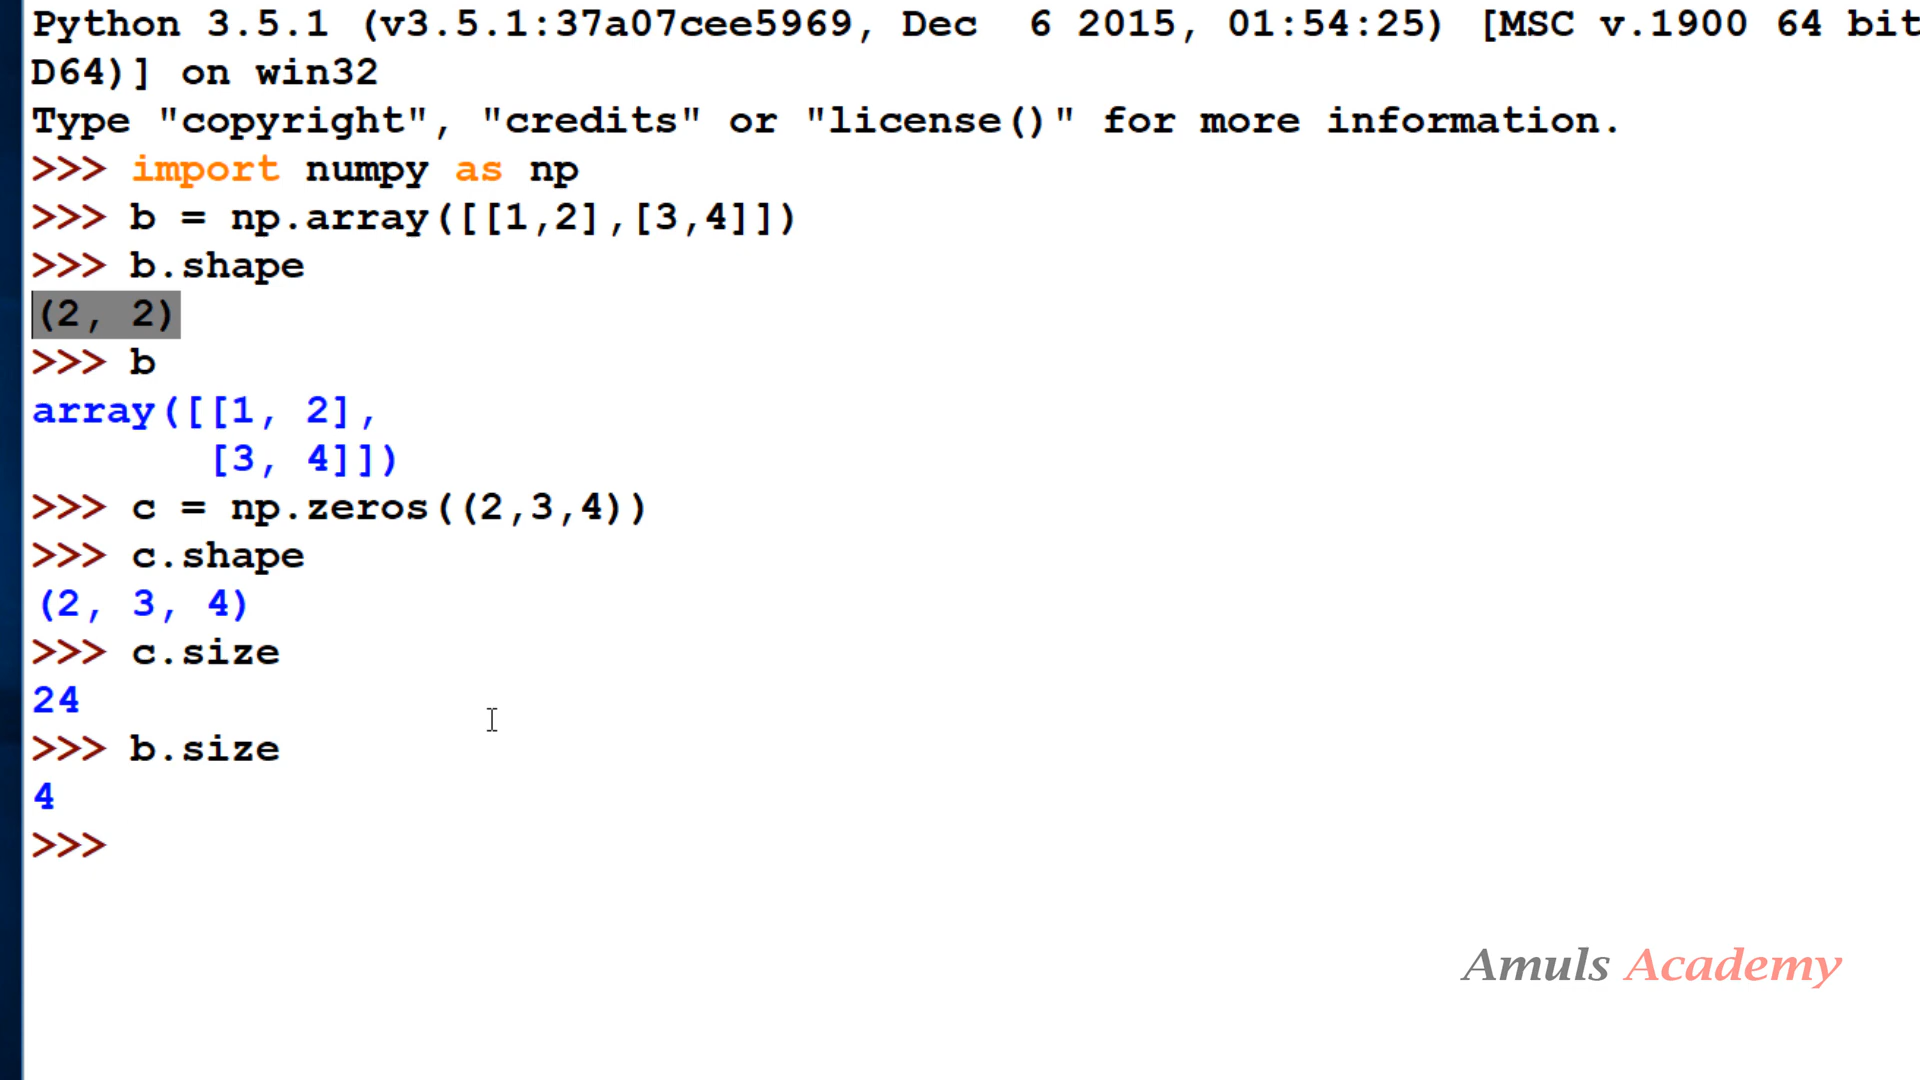 Python 3.5.1 (v3.5.1:37a07cee5969, Dec  6 2015, 01:54:25) [MSC v.1900 64 bit
D64)] on win32
Type "copyright", "credits" or "license()" for more information.
>>> import numpy as np
>>> b = np.array([[1,2],[3,4]])
>>> b.shape
(2, 2)
>>> b
array([[1, 2],
       [3, 4]])
>>> c = np.zeros((2,3,4))
>>> c.shape
(2, 3, 4)
>>> c.size
24
>>> b.size
4
>>>
Amuls Academy